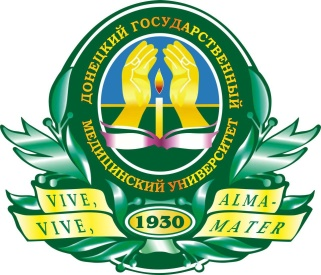 ДОНЕЦКИЙ ГОСУДАРСТВЕННЫЙ
МЕДИЦИНСКИЙ УНИВЕРСИТЕТ
VIVE,
VIVE,
1930
ALMA-
MATER